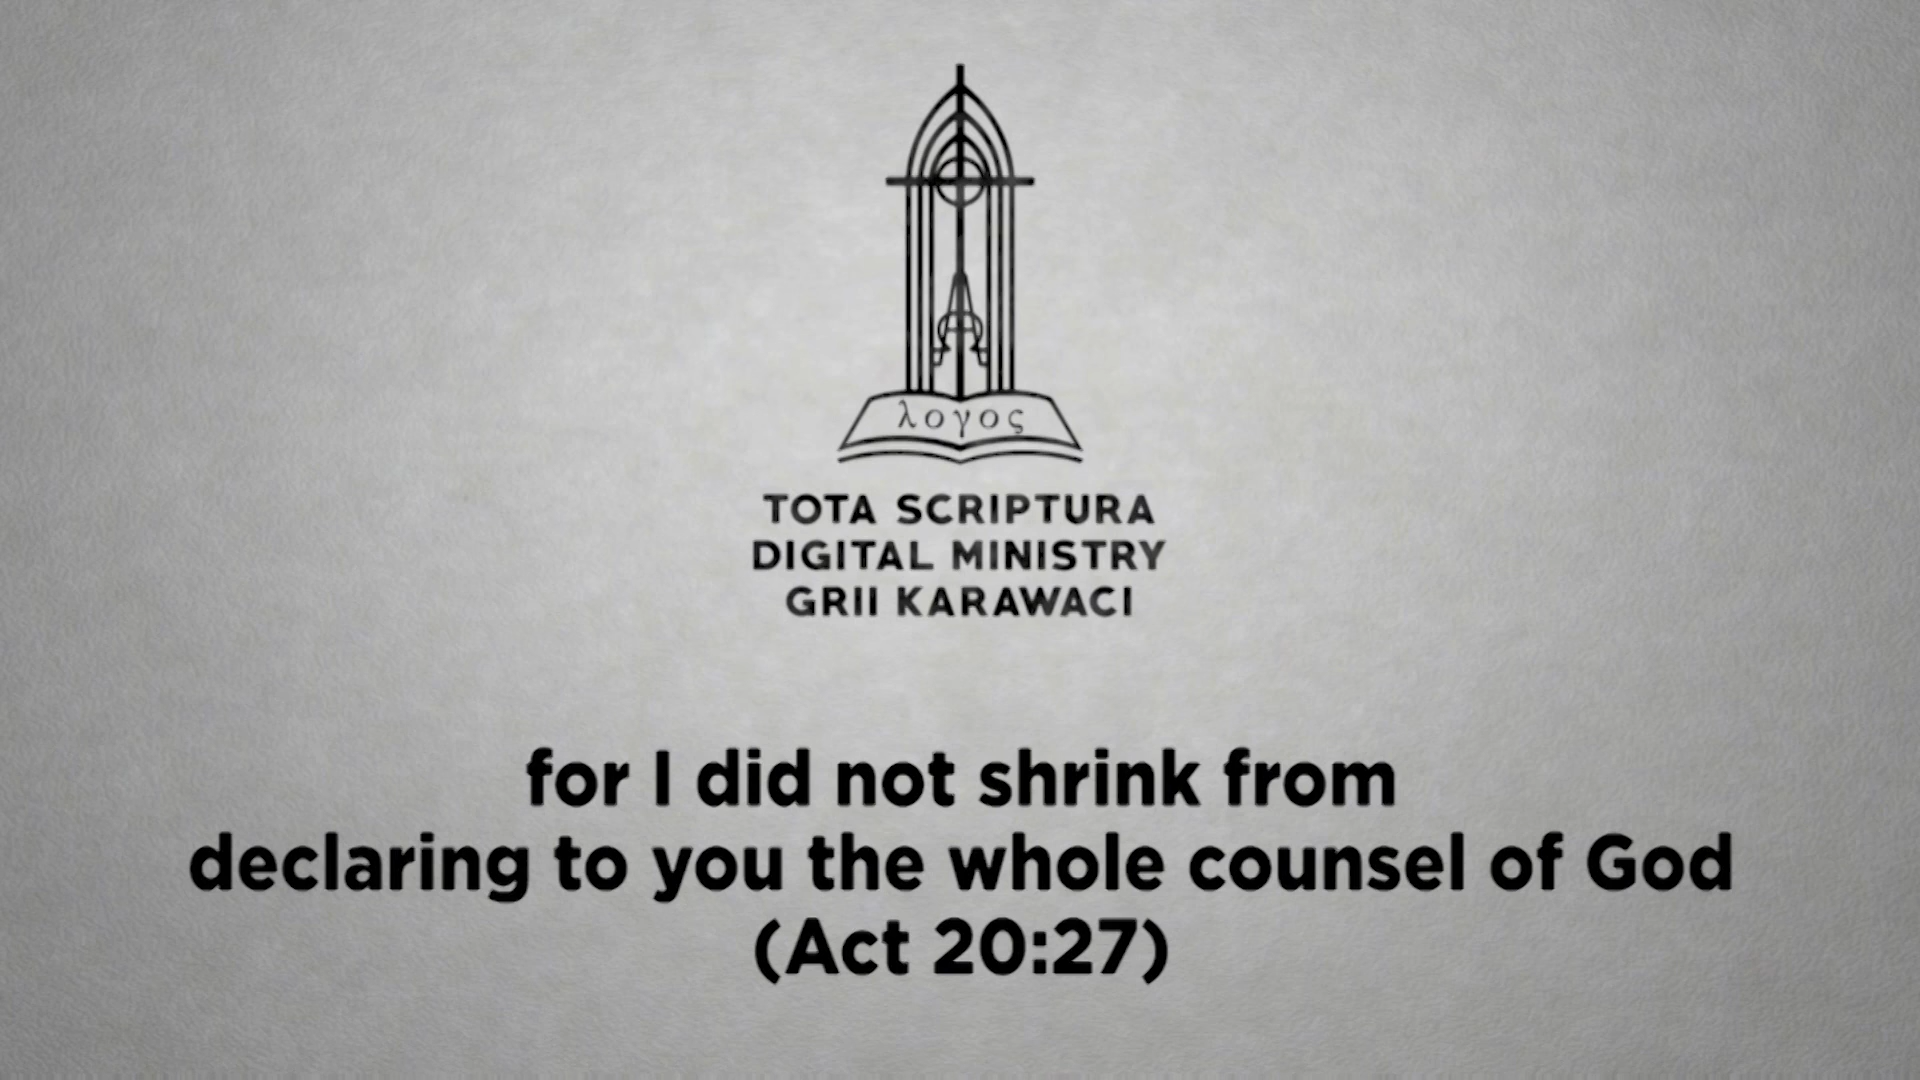 λογος
TOTA SCRIPTURA
DIGITAL MINISTRY
GRII KARAWACI
for I did not shrink from
declaring to you the whole counsel of God
(Act 20:27)